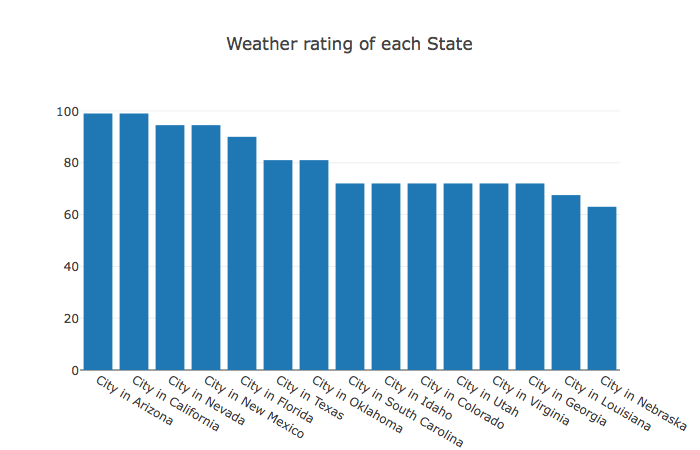 Weather rating of each State
100
80
60
40
20
0
City in Arizona
City in California
City in Nevada
City in New Mexico
City in Florida
City in Texas
City in Oklahoma
City in South Carolina
City in Idaho
City in Colorado
City in Utah
City in Virginia
City in Georgia
City in Louisiana
City in Nebraska